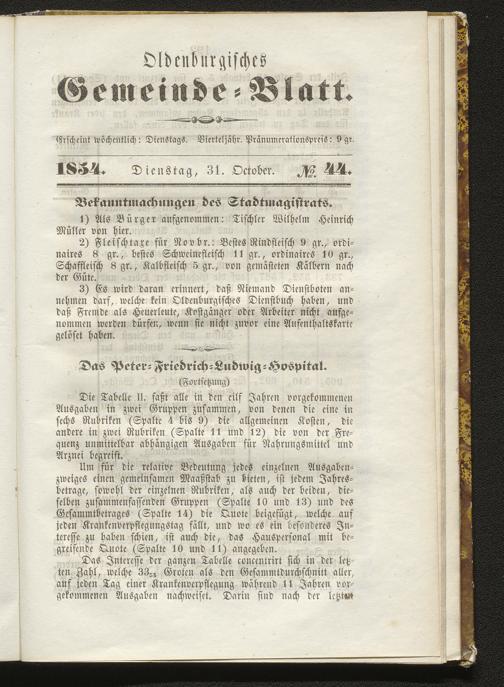 Oldenburgisches
Gemeinde-Blatt.
Erscheint wöchentlich: Dienstags. Vierteljähr. Pränumerationspreis: 9 gr.
1854. Dienstag, 31. October. №. 44.
Bekanntmachungen des Stadtmagistrats.
1) Als Bürger aufgenommen: Tischler Wilhelm Heinrich
Müller von hier.
2) Fleischtaxe für Novbr.: Bestes Rindfleisch 9 gr., ordi-
naires 8 gr., bestes Schweinefleisch 11 gr., ordinaires 10 gr.,
Schaffleisch 8 gr., Kalbfleisch 5 gr., von gemästeten Kälbern nach
der Güte.
3) Es wird daran erinnert, daß Niemand Dienstboten an-
nehmen darf, welche kein Oldenburgisches Dienstbuch haben, und
daß Fremde als Heuerleute, Kostgänger oder Arbeiter nicht aufge-
nommen werden dürfen, wenn sie nicht zuvor eine Aufenthaltskarte
gelöset haben.
Das Peter-Friedrich-Ludwig-Hospital.
(Fortsetzung)
Die Tabelle II. faßt alle in den eilf Jahren vorgekommenen
Ausgaben in zwei Gruppen zusammen, von denen die eine in
sechs Rubriken (Spalte 4 bis 9) die allgemeinen Kosten, die
andere in zwei Rubriken (Spalte 11 und 12) die von der Fre-
quenz unmittelbar abhängigen Ausgaben für Nahrungsmittel und
Arznei begreift.
Um für die relative Bedeutung jedes einzelnen Ausgaben-
zweiges einen gemeinsamen Maaßstab zu bieten, ist jedem Jahres-
betrage, sowohl der einzelnen Rubriken, als auch der beiden, die-
selben zusammenfassenden Gruppen (Spalte 10 und 13) und des
Gesammtbetrages (Spalte 14) die Quote beigefügt, welche auf
jeden Krankenverpflegungstag fällt, und wo es ein besonderes In-
teresse zu haben schien, ist auch die, das Hauspersonal mit be-
greifende Quote (Spalte 10 und 11) angegeben.
Das Interesse der ganzen Tabelle concentrirt sich in der letz-
ten Zahl, welche 33,₅₄ Groten als den Gesammtdurchschnitt aller,
auf jeden Tag einer Krankenverpflegung während 11 Jahren vor-
gekommenen Ausgaben nachweiset. Darin sind nach der letzten